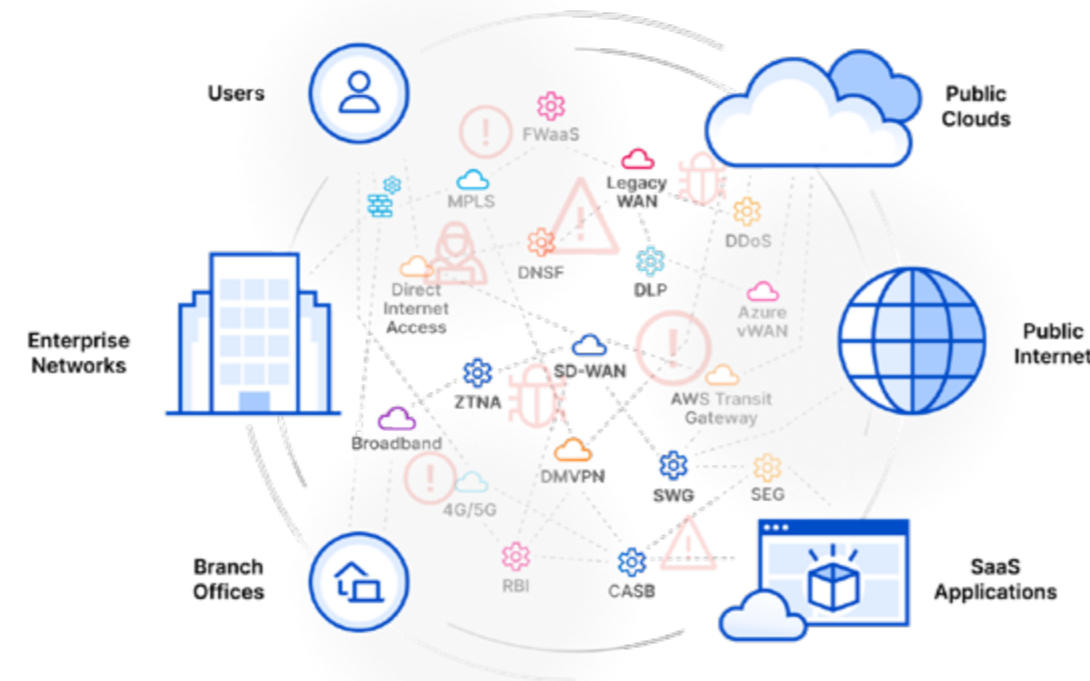 Users
Public
Clouds
FWaaS
MPLS
Legacy
WAN
DDoS
DNSF
DLP
Direct
Internet
Access
Azure
vWAN
Enterprise
Networks
Public
Internet
SD-WAN
ZTNA
AWS Transit
Gateway
Broadband
DMVPN
SWG
SEG
4G/5G
Branch
Offices
RBI
CASB
SaaS
Applications